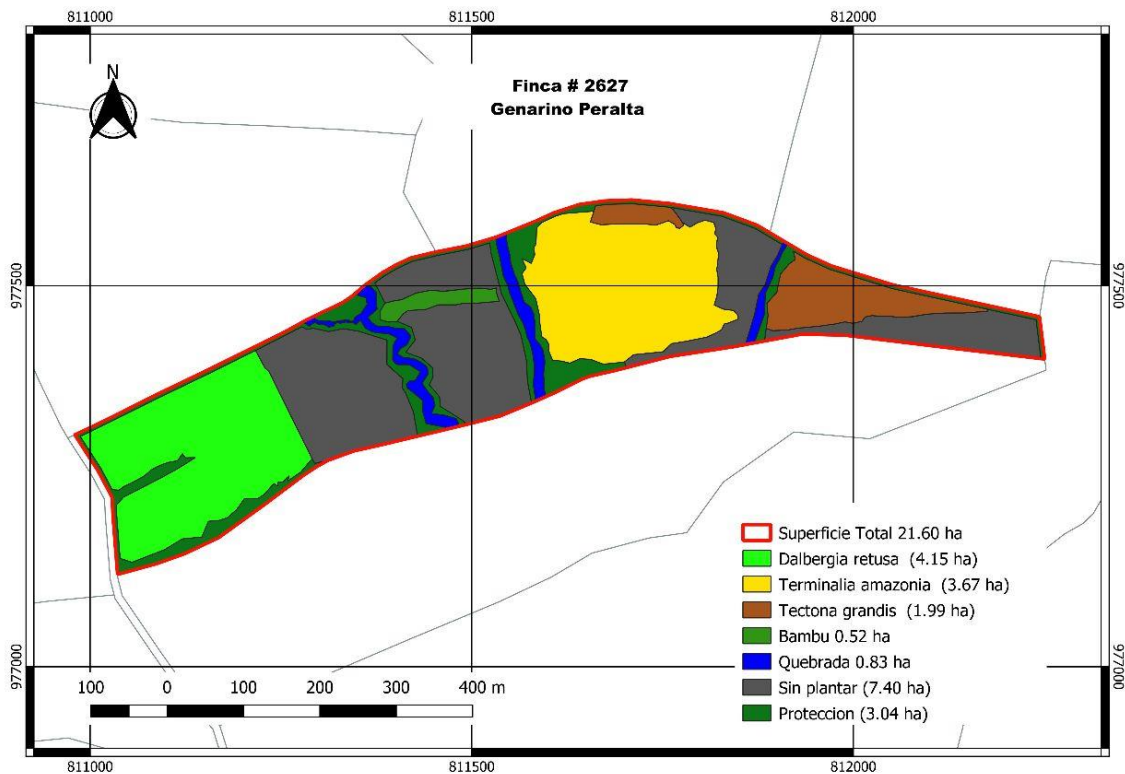 811000
811500
812000
N
Finca # 2627
Genarino Peralta
977500
977500
Superficie Total 21.60 ha
Dalbergia retusa (4.15 ha)
Terminalia amazonia (3.67 ha)
Tectona grandis (1.99 ha)
Bambu 0.52 ha
Quebrada 0.83 ha
Sin plantar (7.40 ha)
Proteccion (3.04 ha)
977000
977000
100 0 100 200 300 400 m
811000
811500
812000